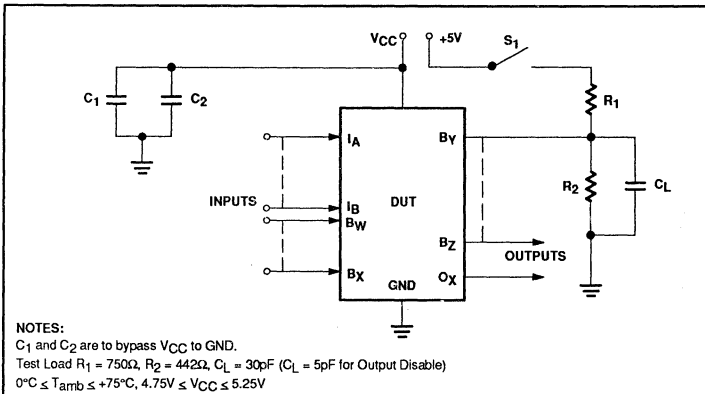 VCC +5V S1
C1 C2 R1
IA BY
R2 CL
INPUTS IB DUT
BW
BZ OUTPUTS
BX GND OX
NOTES:
C1 and C2 are to bypass VCC to GND.
Test Load R1 = 750Ω, R2 = 442Ω, CL = 30pF (CL = 5pF for Output Disable)
0°C ≤ Tamb ≤ +75°C, 4.75V ≤ VCC ≤ 5.25V